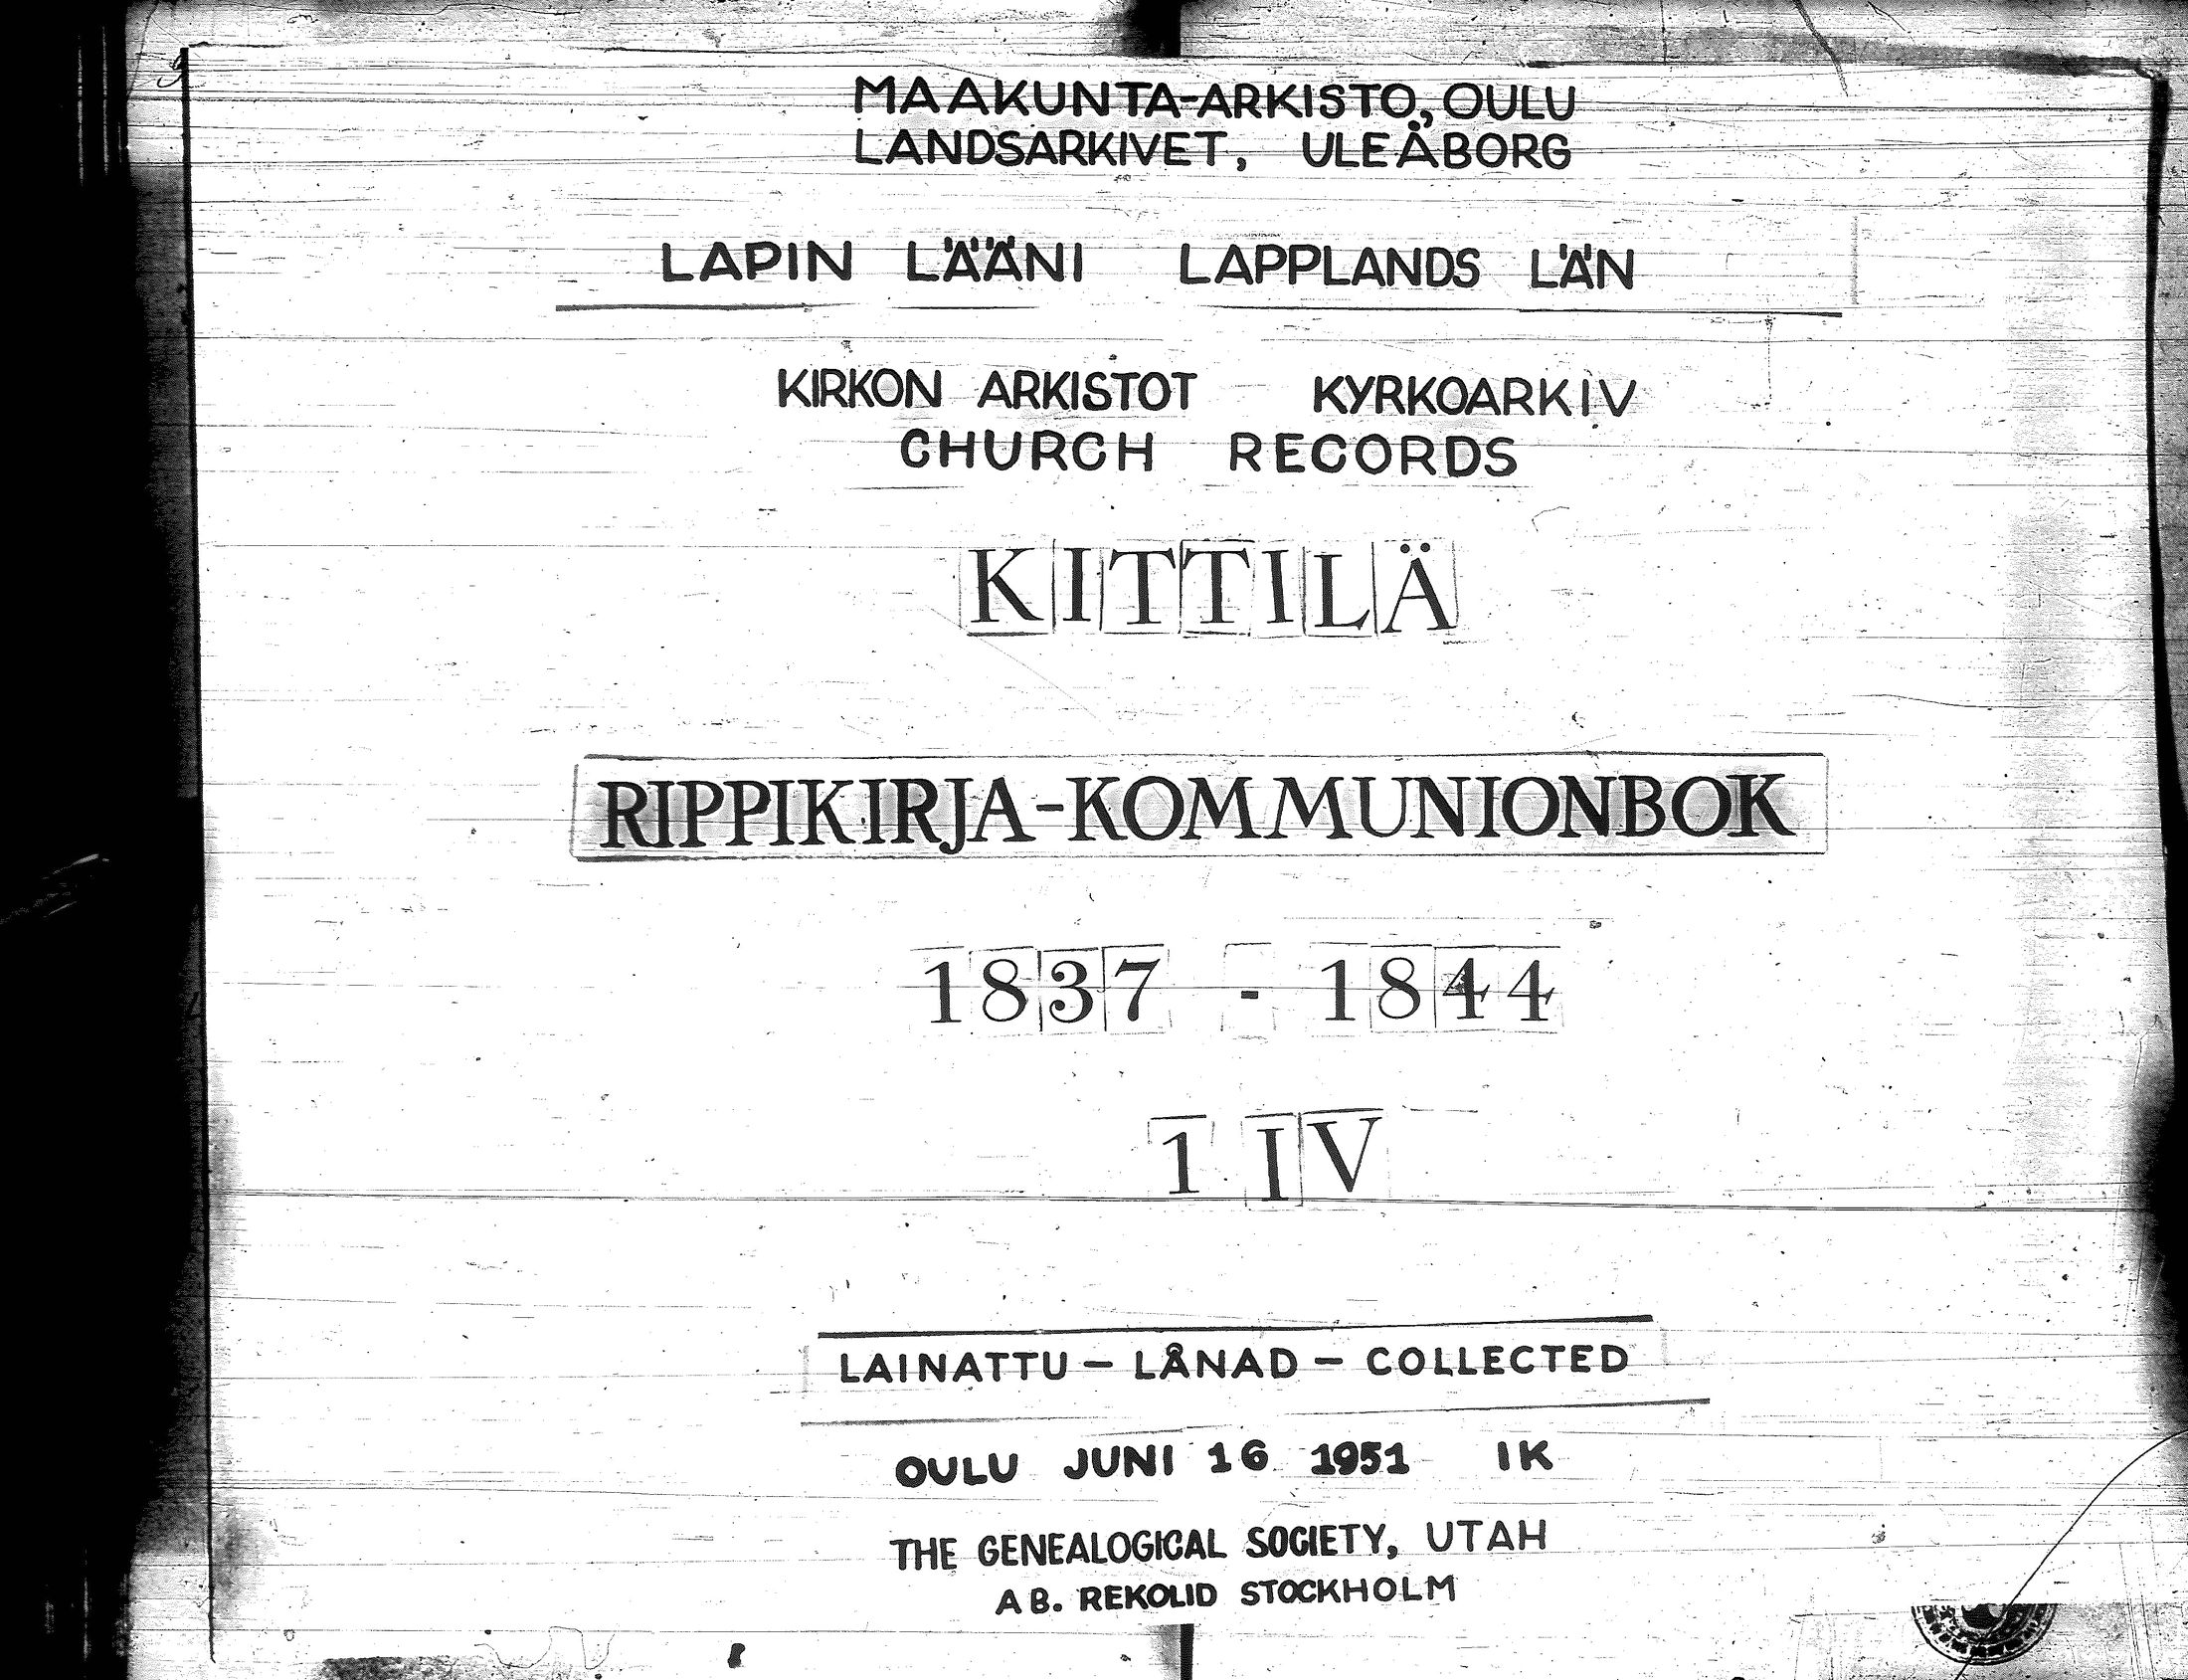 MAAKUNTA-ARKISTO, OULU
LANDSARKIVET, ULEÅBORG
LAPIN LÄÄNI LAPPLANDS LÄN
KIRKON ARKISTOT KYRKOARKIV
CHURCH RECORDS
KITTILÄ
RIPPIKIRJA-KOMMUNIONBOK
1837 - 1844
1 IV
LAINATTU - LÅNAD - COLLECTED
OULU JUNI 16 1951 IK
THE GENEALOGICAL SOCIETY, UTAH
AB. REKOLID STOCKHOLM